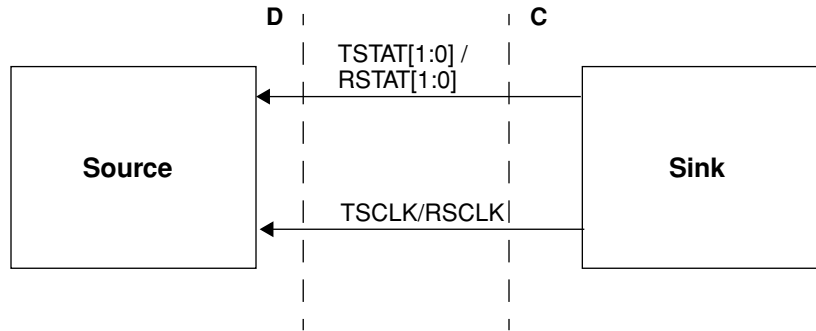 D
C
TSTAT[1:0] /
RSTAT[1:0]
Source
Sink
TSCLK/RSCLK